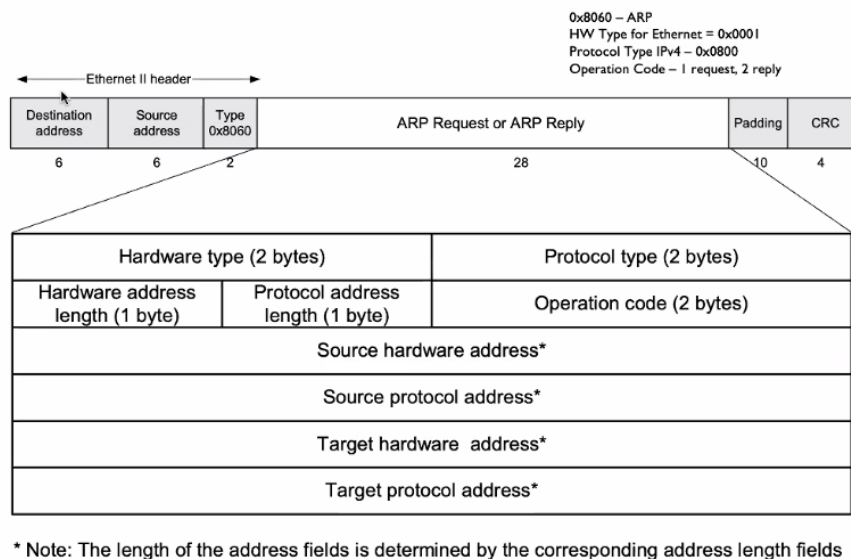 0x8060 – ARP
HW Type for Ethernet = 0x0001
Protocol Type IPv4 – 0x0800
Operation Code – 1 request, 2 reply
Ethernet II header
Destination
address
Source
address
Type
0x8060
ARP Request or ARP Reply
Padding
CRC
6
6
2
28
10
4
Hardware type (2 bytes)
Protocol type (2 bytes)
Hardware address
length (1 byte)
Protocol address
length (1 byte)
Operation code (2 bytes)
Source hardware address*
Source protocol address*
Target hardware address*
Target protocol address*
* Note: The length of the address fields is determined by the corresponding address length fields